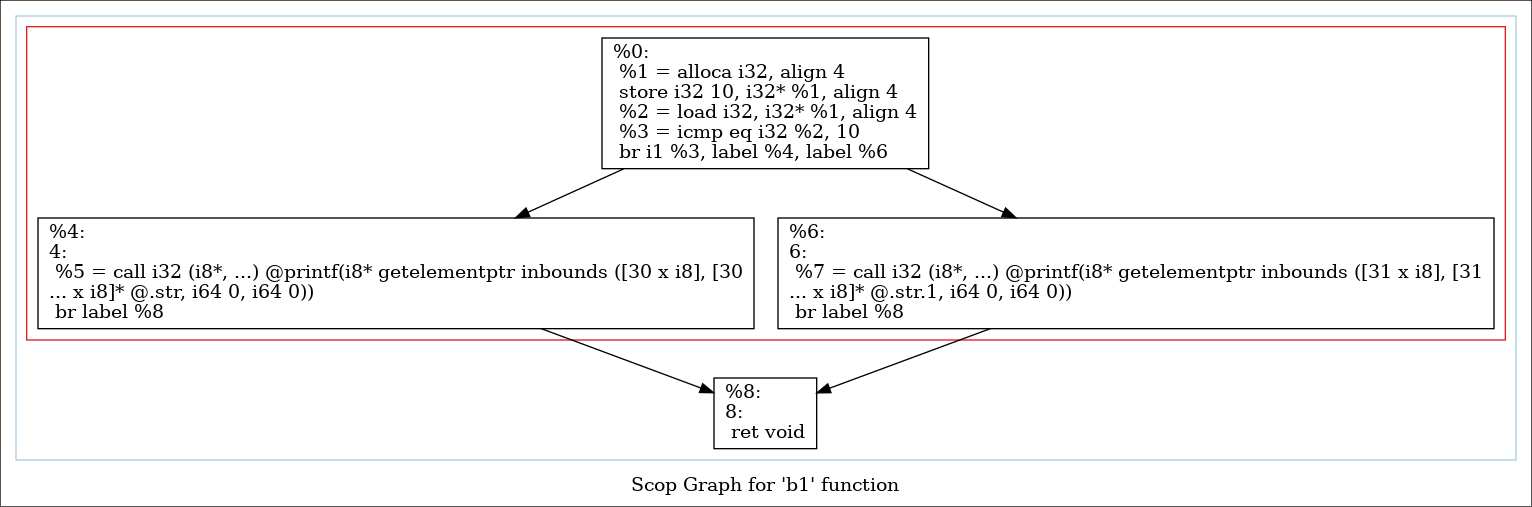 %0:
%1 = alloca i32, align 4
store i32 10, i32* %1, align 4
%2 = load i32, i32* %1, align 4
%3 = icmp eq i32 %2, 10
br i1 %3, label %4, label %6
%4:
4:
%5 = call i32 (i8*, ...) @printf(i8* getelementptr inbounds ([30 x i8], [30
... x i8]* @.str, i64 0, i64 0))
br label %8
%6:
6:
%7 = call i32 (i8*, ...) @printf(i8* getelementptr inbounds ([31 x i8], [31
... x i8]* @.str.1, i64 0, i64 0))
br label %8
%8:
8:
ret void
Scop Graph for 'b1' function